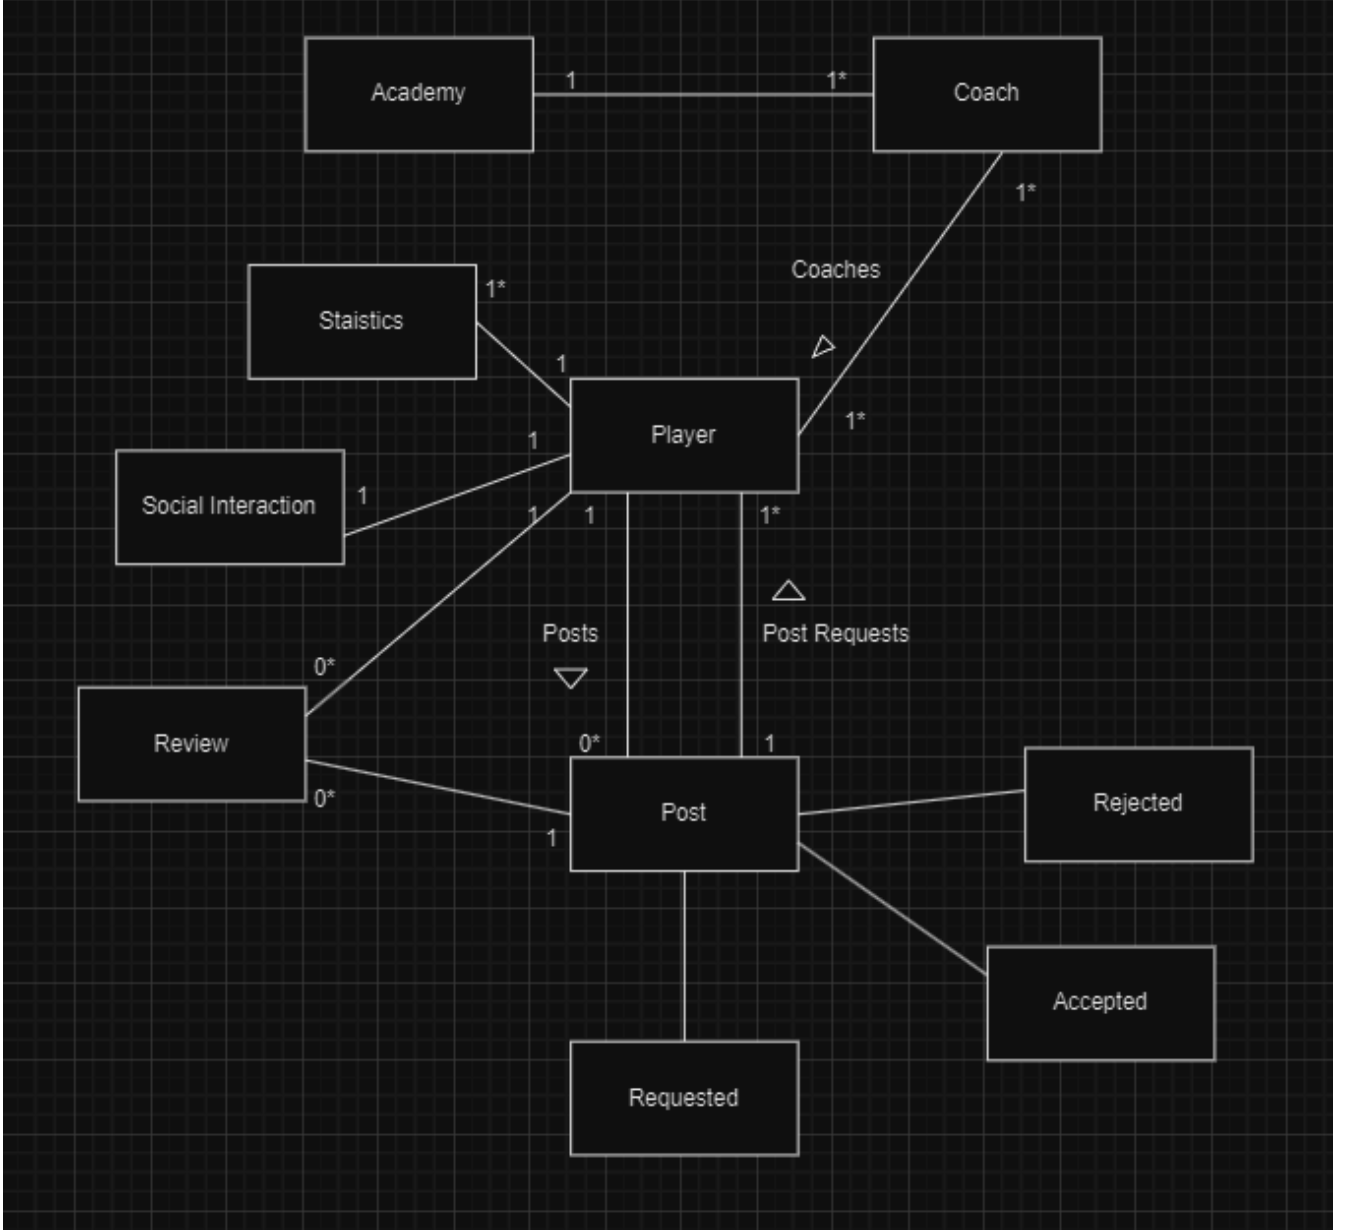 Academy
1
1*
Coach
1*
Coaches
Staistics
1*
1
Player
1*
1
Social Interaction
1
1
1
1*
Posts
Post Requests
0*
Review
0*
0*
1
Post
1
Rejected
Accepted
Requested